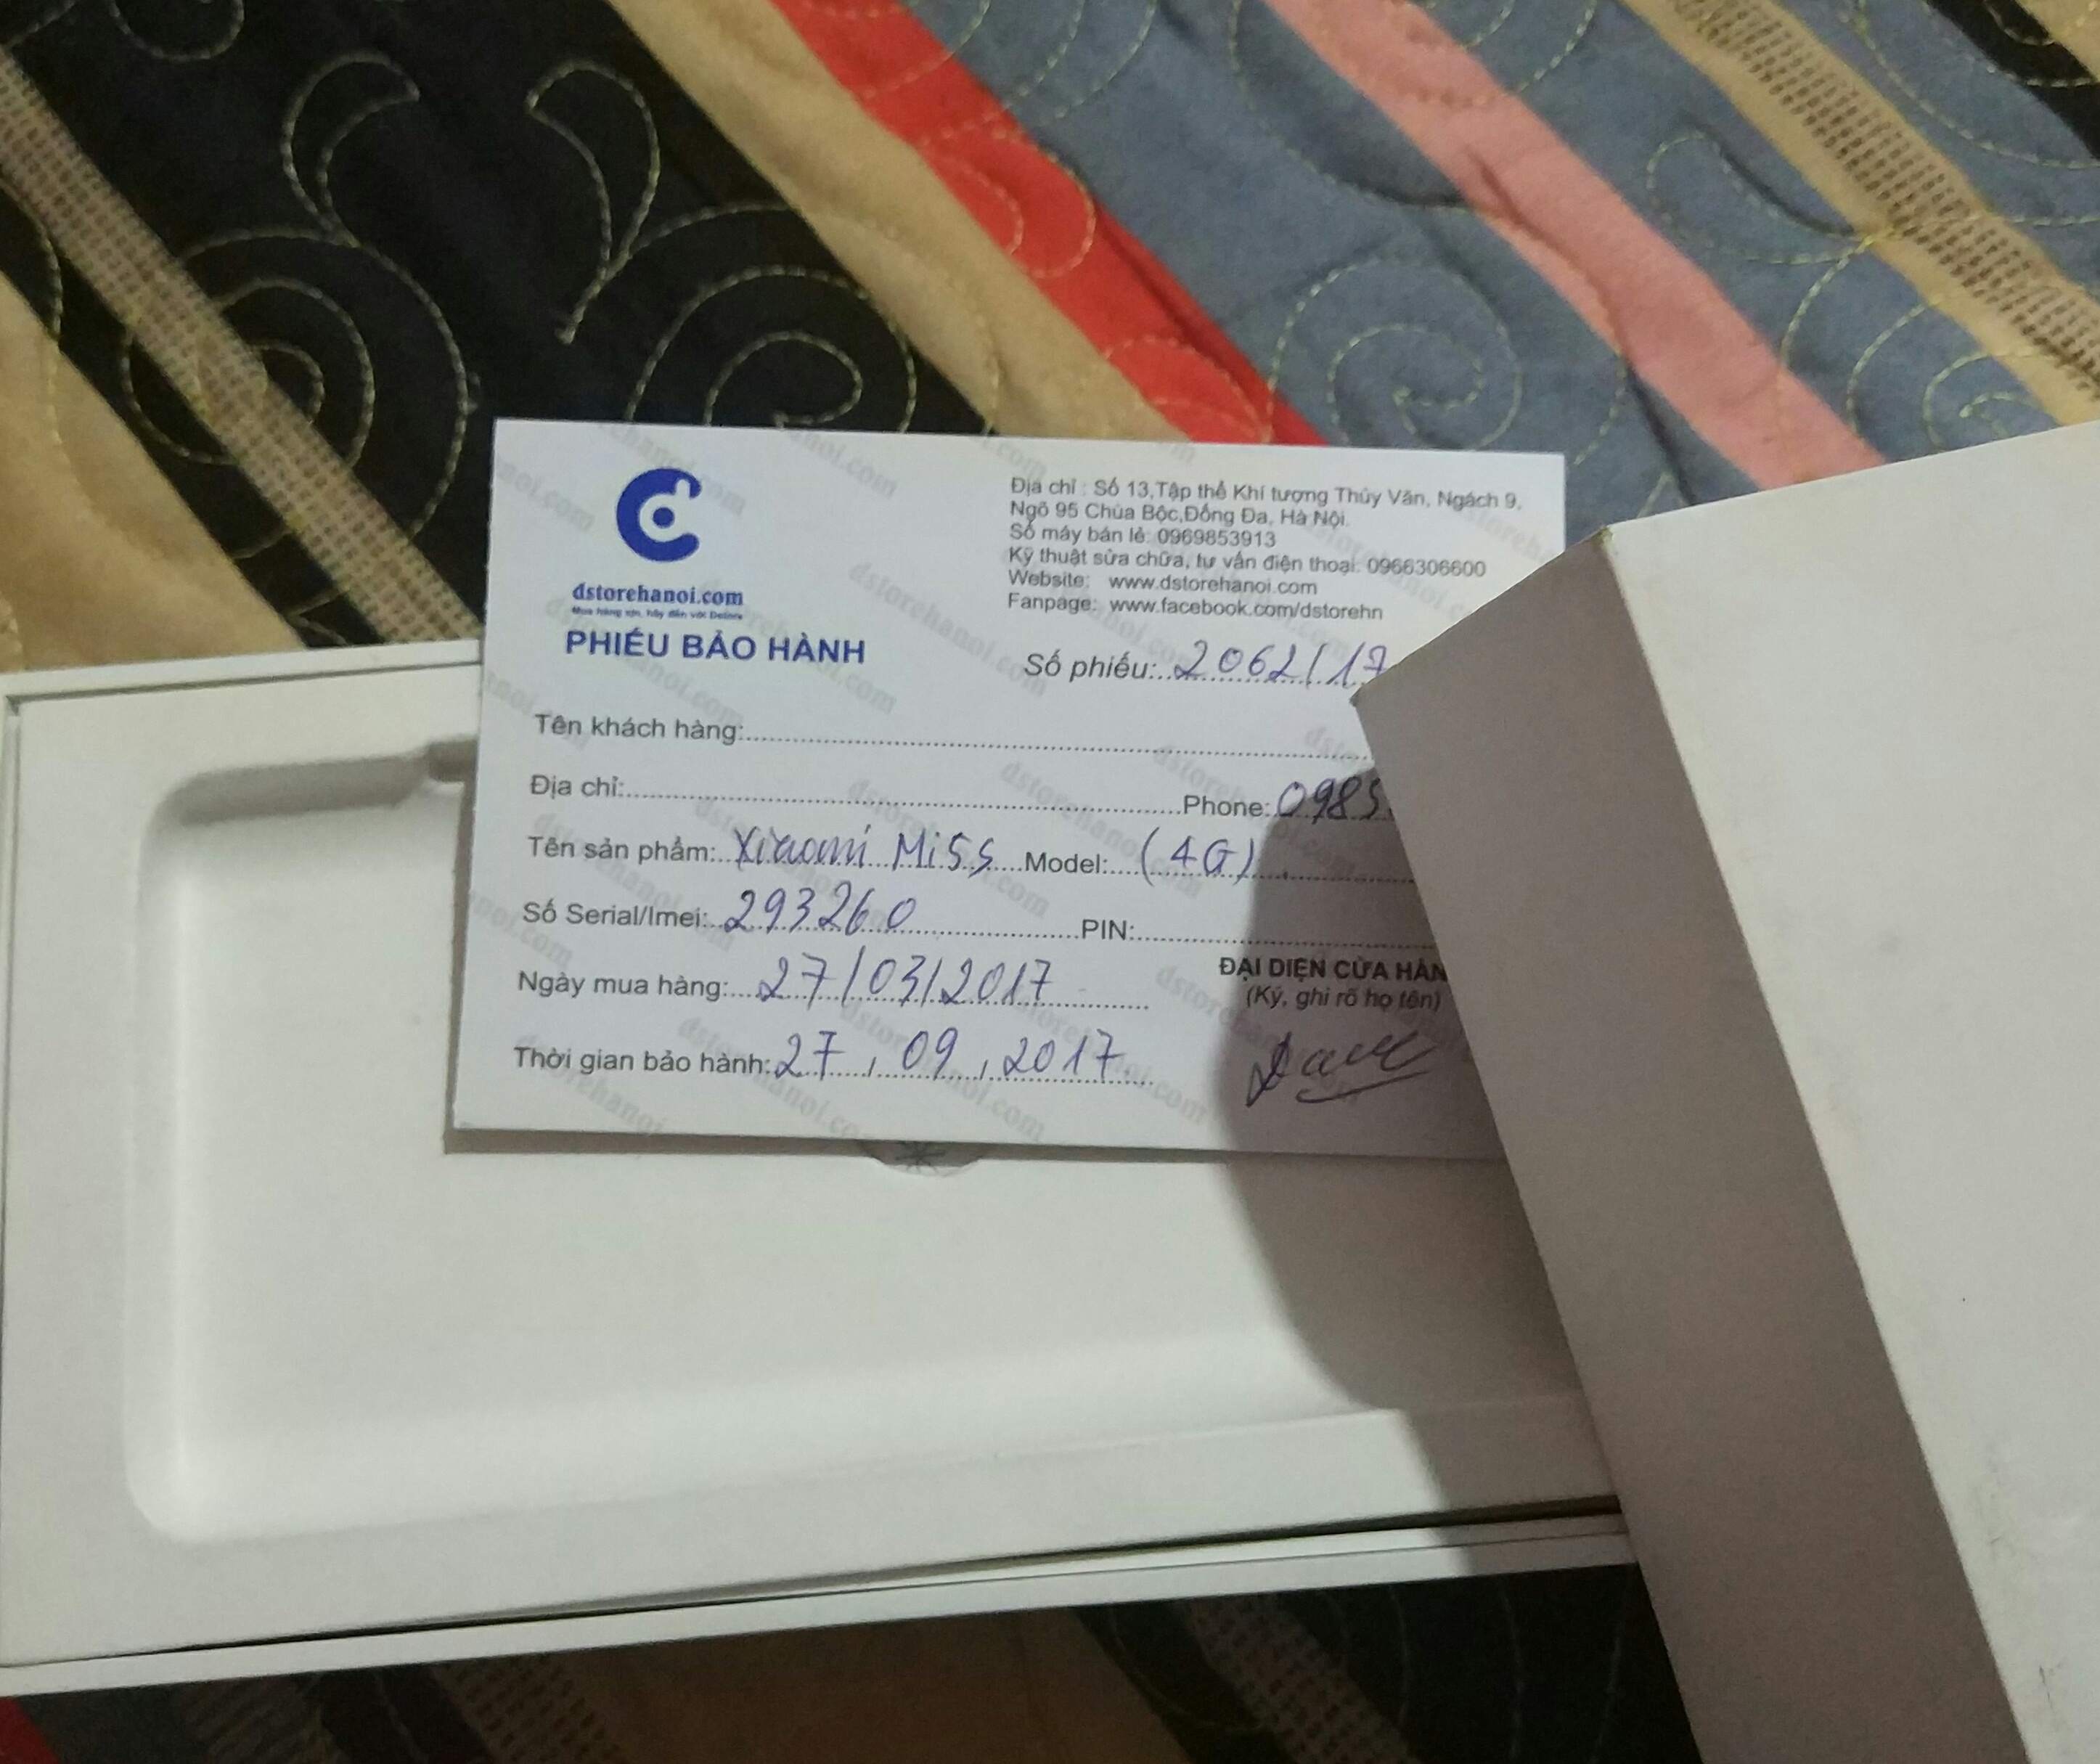 dstorehanoi.com
PHIẾU BẢO HÀNH
Địa chỉ : Số 13,Tập thể Khí tượng Thủy Văn, Ngách 9,
Ngõ 95 Chùa Bộc,Đống Đa, Hà Nội.
Số máy bán lẻ: 0969853913
Kỹ thuật sửa chữa, tư vấn điện thoại: 0966306600
Website: www.dstorehanoi.com
Fanpage: www.facebook.com/dstorehn
Số phiếu: 2062/17
Tên khách hàng:
Địa chỉ: Phone: 0985
Tên sản phẩm: Xiaomi Mi5s Model: (4G)
Số Serial/Imei: 293260 PIN:
Ngày mua hàng: 27/03/2017
Thời gian bảo hành: 27, 09, 2017
ĐẠI DIỆN CỬA HÀN
(Ký, ghi rõ họ tên)